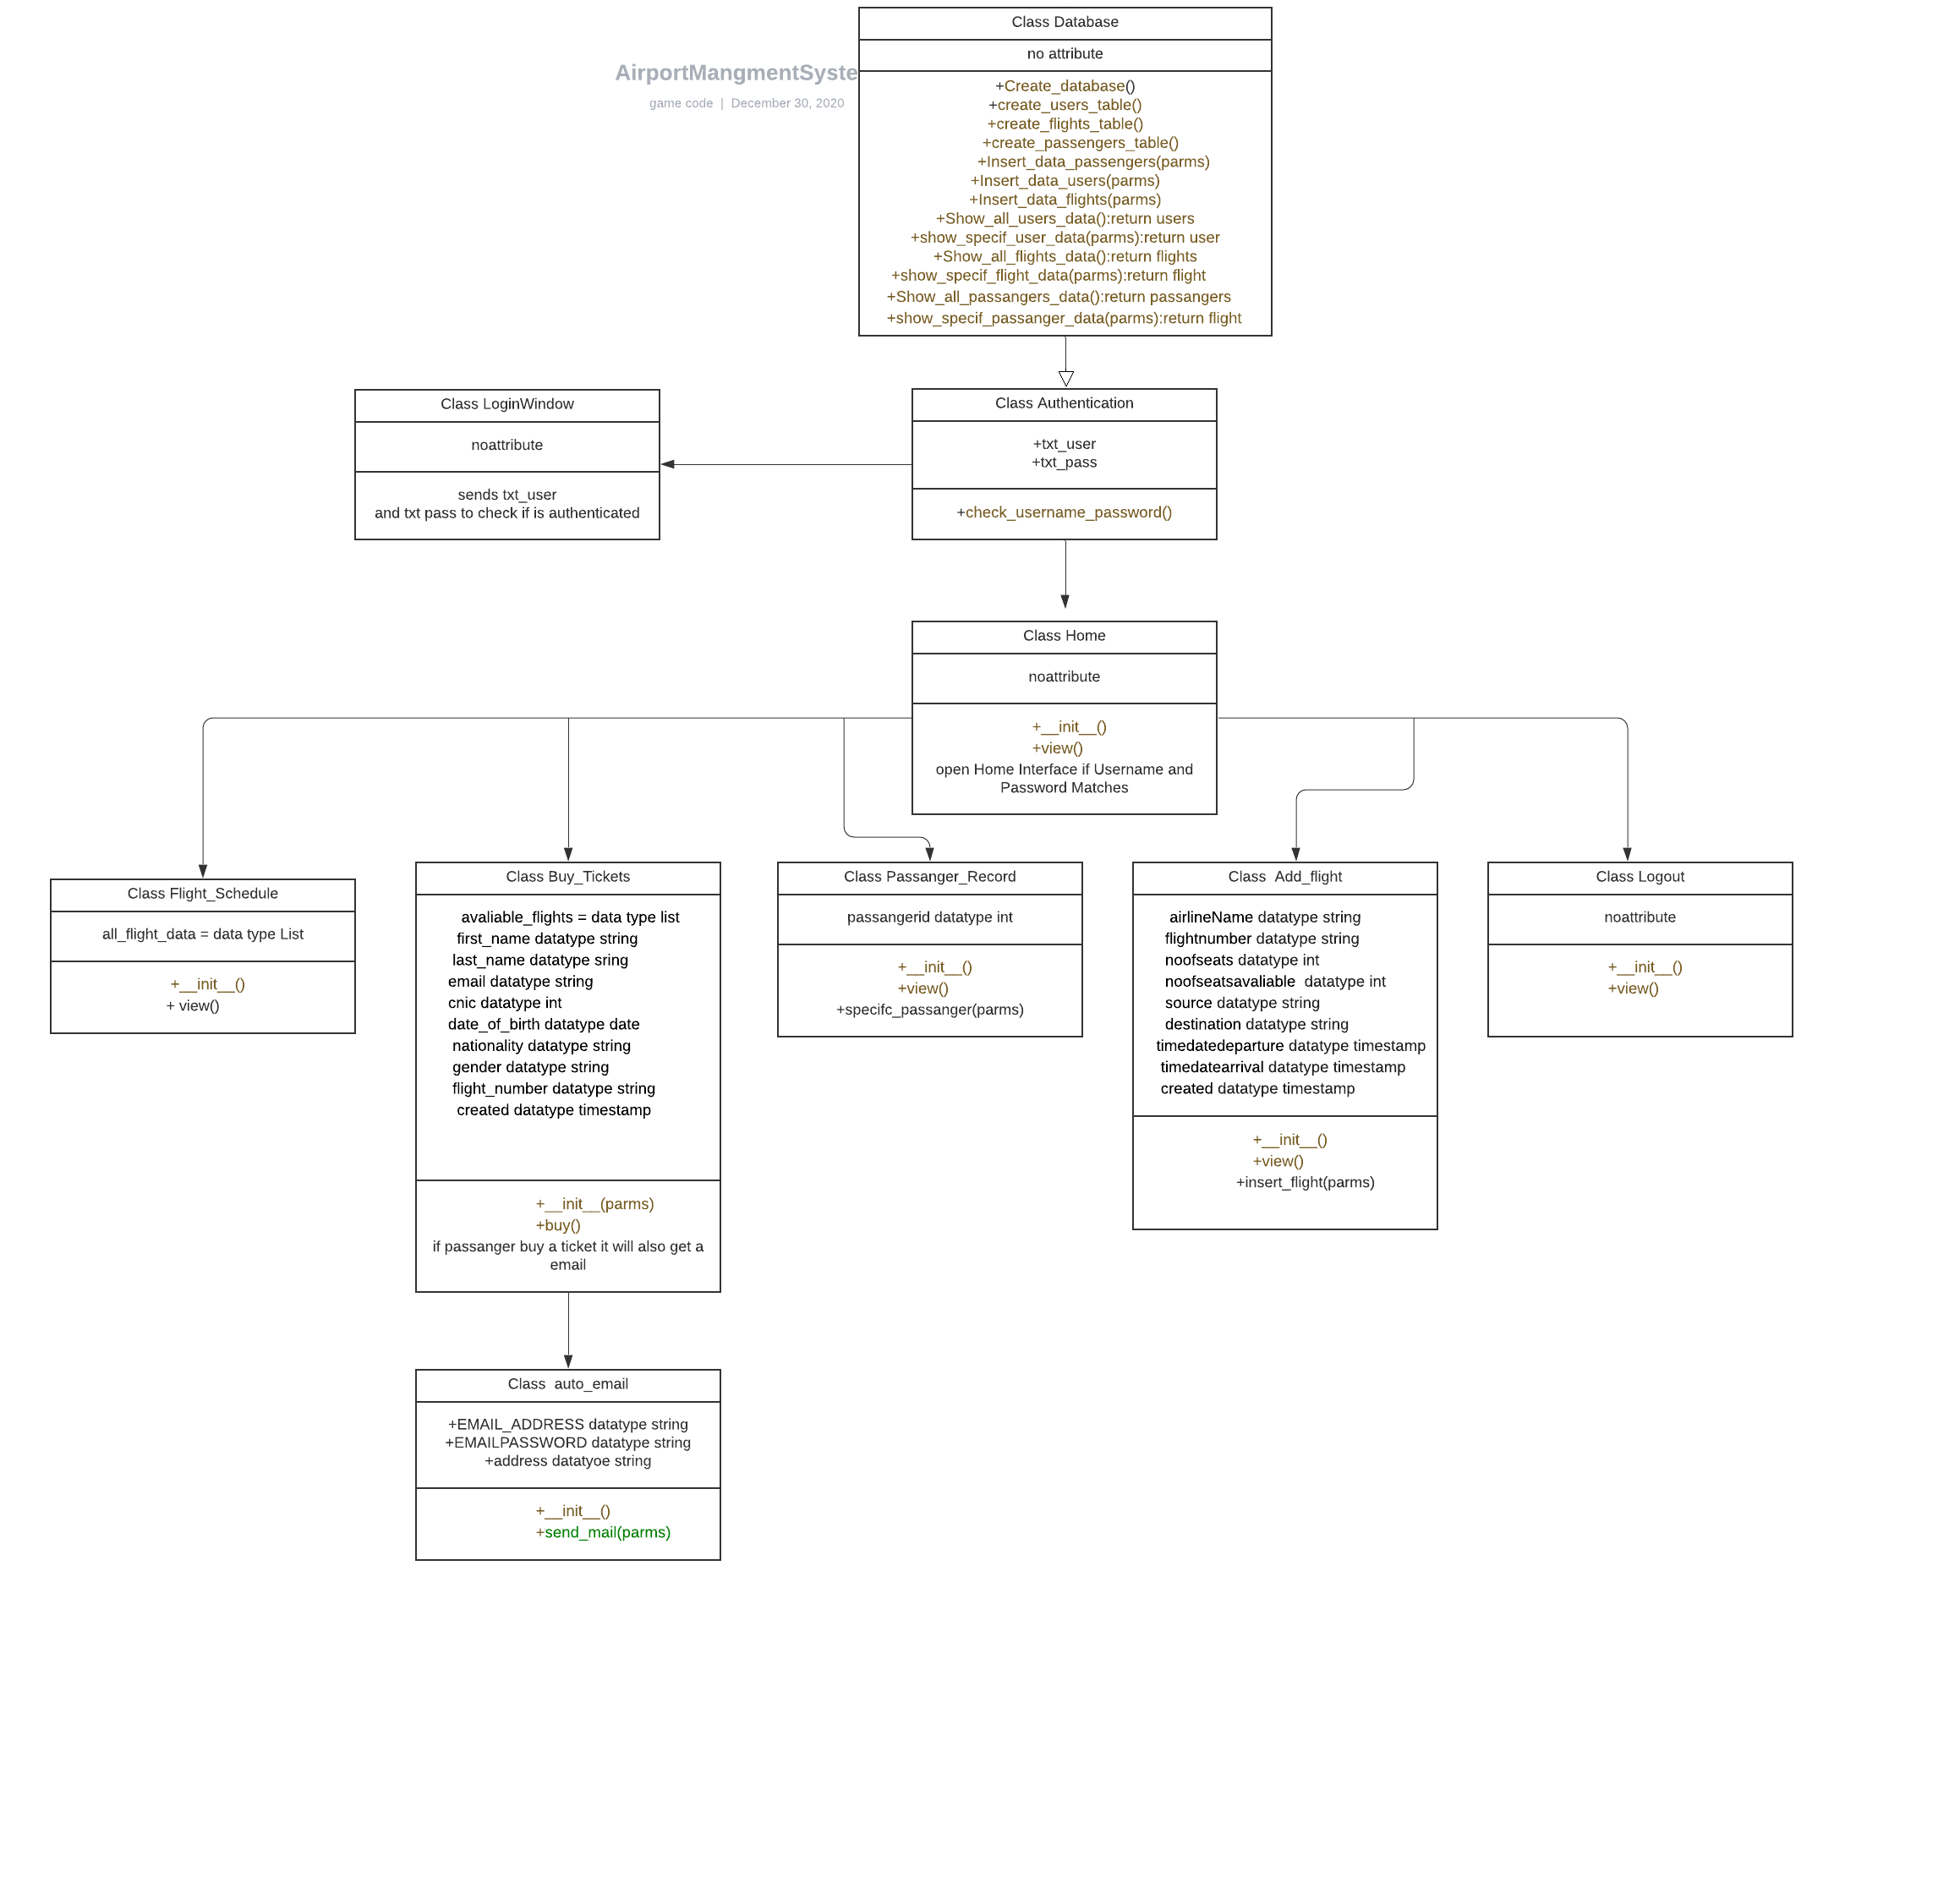 Class Database
no attribute
AirportMangmentSyste
game code | December 30, 2020
+Create_database()
+create_users_table()
+create_flights_table()
+create_passengers_table()
+Insert_data_passengers(parms)
+Insert_data_users(parms)
+Insert_data_flights(parms)
+Show_all_users_data():return users
+show_specif_user_data(parms):return user
+Show_all_flights_data():return flights
+show_specif_flight_data(parms):return flight
+Show_all_passangers_data():return passangers
+show_specif_passanger_data(parms):return flight
Class LoginWindow
noattribute
sends txt_user
and txt pass to check if is authenticated
Class Authentication
+txt_user
+txt_pass
+check_username_password()
Class Home
noattribute
+__init__()
+view()
open Home Interface if Username and
Password Matches
Class Flight_Schedule
all_flight_data = data type List
+__init__()
+ view()
Class Buy_Tickets
avaliable_flights = data type list
first_name datatype string
last_name datatype sring
email datatype string
cnic datatype int
date_of_birth datatype date
nationality datatype string
gender datatype string
flight_number datatype string
created datatype timestamp
+__init__(parms)
+buy()
if passanger buy a ticket it will also get a
email
Class Passanger_Record
passangerid datatype int
+__init__()
+view()
+specifc_passanger(parms)
Class  Add_flight
airlineName datatype string
flightnumber datatype string
noofseats datatype int
noofseatsavaliable  datatype int
source datatype string
destination datatype string
timedatedeparture datatype timestamp
timedatearrival datatype timestamp
created datatype timestamp
+__init__()
+view()
+insert_flight(parms)
Class Logout
noattribute
+__init__()
+view()
Class  auto_email
+EMAIL_ADDRESS datatype string
+EMAILPASSWORD datatype string
+address datatyoe string
+__init__()
+send_mail(parms)